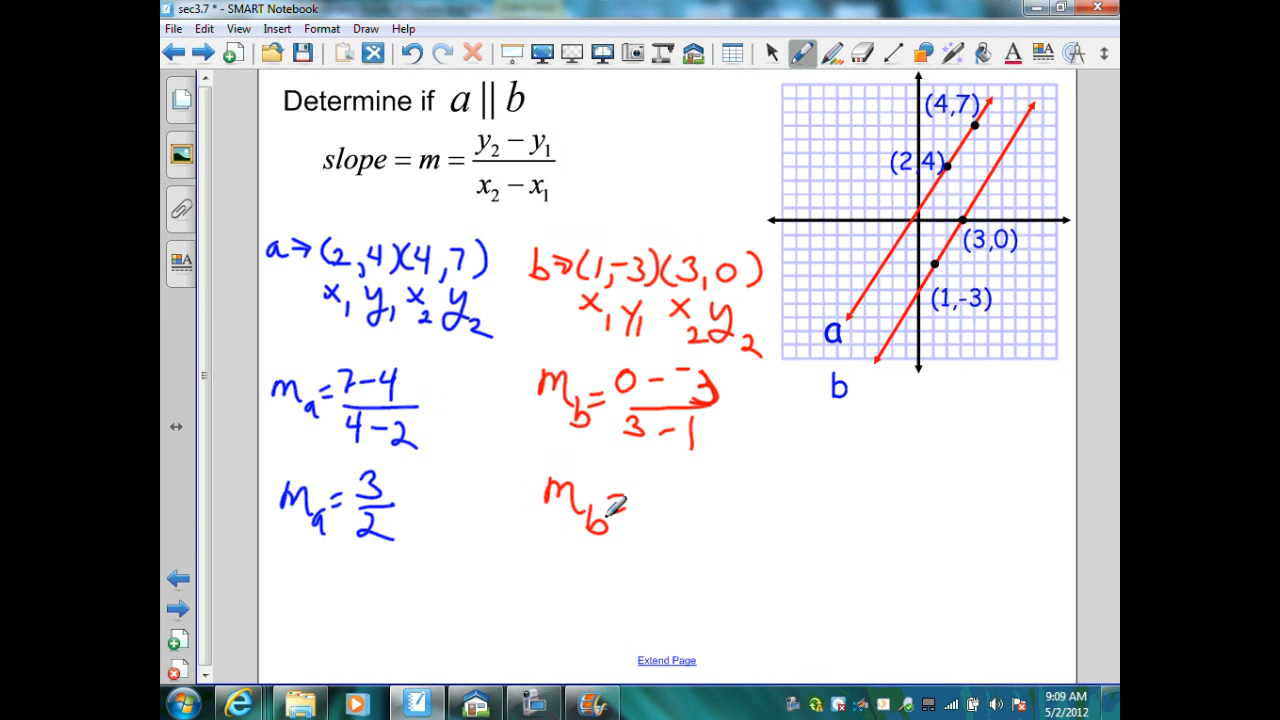 sec3.7 * - SMART Notebook
File Edit View Insert Format Draw Help
Determine if a || b
slope = m = y₂ − y₁ / x₂ − x₁
a ⇒ (2,4)(4,7)
x₁ y₁ x₂ y₂
mₐ = 7-4 / 4-2
mₐ = 3/2
b ⇒ (1,-3)(3,0)
x₁ y₁ x₂ y₂
m_b = 0 - -3 / 3 - 1
m_b =
(4,7)
(2,4)
(3,0)
(1,-3)
a
b
Extend Page
9:09 AM
5/2/2012